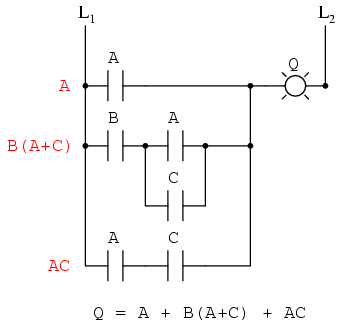 L1 L2
A Q
A
B A
B(A+C)
C
A C
AC
Q = A + B(A+C) + AC